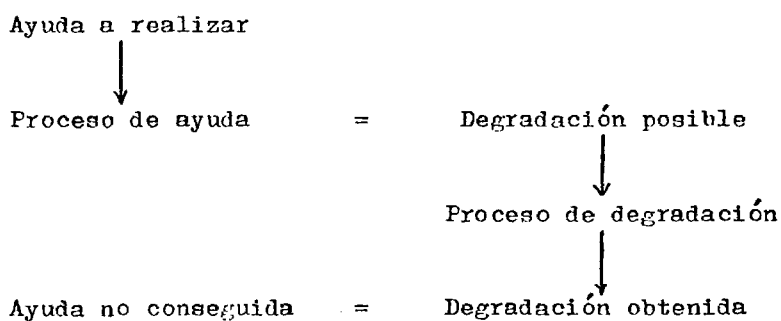 Ayuda a realizar
Proceso de ayuda = Degradación posible
Proceso de degradación
Ayuda no conseguida = Degradación obtenida